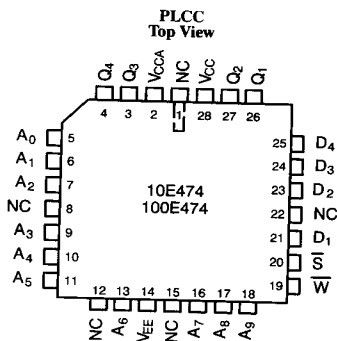 PLCC
Top View
Q4 Q3 VCCA NC VCC Q2 Q1
4 3 2 1 28 27 26
A0 5 25 D4
A1 6 24 D3
A2 7 23 D2
NC 8 22 NC
A3 9 21 D1
A4 10 20 S̅
A5 11 19 W̅
10E474
100E474
12 13 14 15 16 17 18
NC A6 VEE NC A7 A8 A9